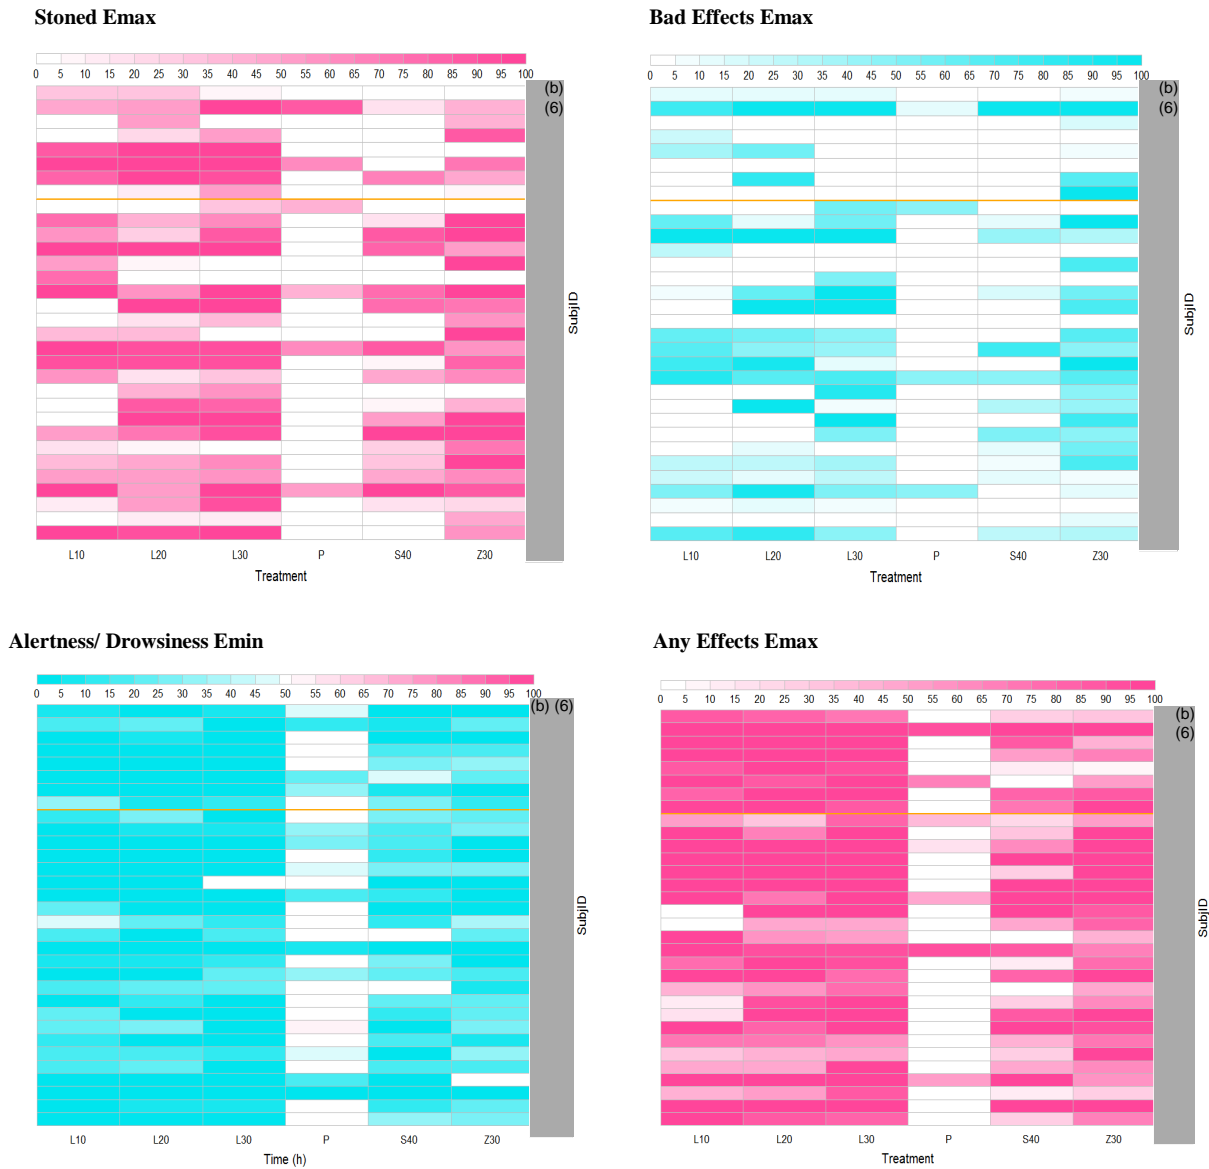 Stoned Emax
0 5 10 15 20 25 30 35 40 45 50 55 60 65 70 75 80 85 90 95 100
(b)
(6)
SubjID
L10 L20 L30 P S40 Z30
Treatment
Bad Effects Emax
0 5 10 15 20 25 30 35 40 45 50 55 60 65 70 75 80 85 90 95 100
(b)
(6)
SubjID
L10 L20 L30 P S40 Z30
Treatment
Alertness/ Drowsiness Emin
0 5 10 15 20 25 30 35 40 45 50 55 60 65 70 75 80 85 90 95 100
(b) (6)
SubjID
L10 L20 L30 P S40 Z30
Time (h)
Any Effects Emax
0 5 10 15 20 25 30 35 40 45 50 55 60 65 70 75 80 85 90 95 100
(b)
(6)
SubjID
L10 L20 L30 P S40 Z30
Treatment